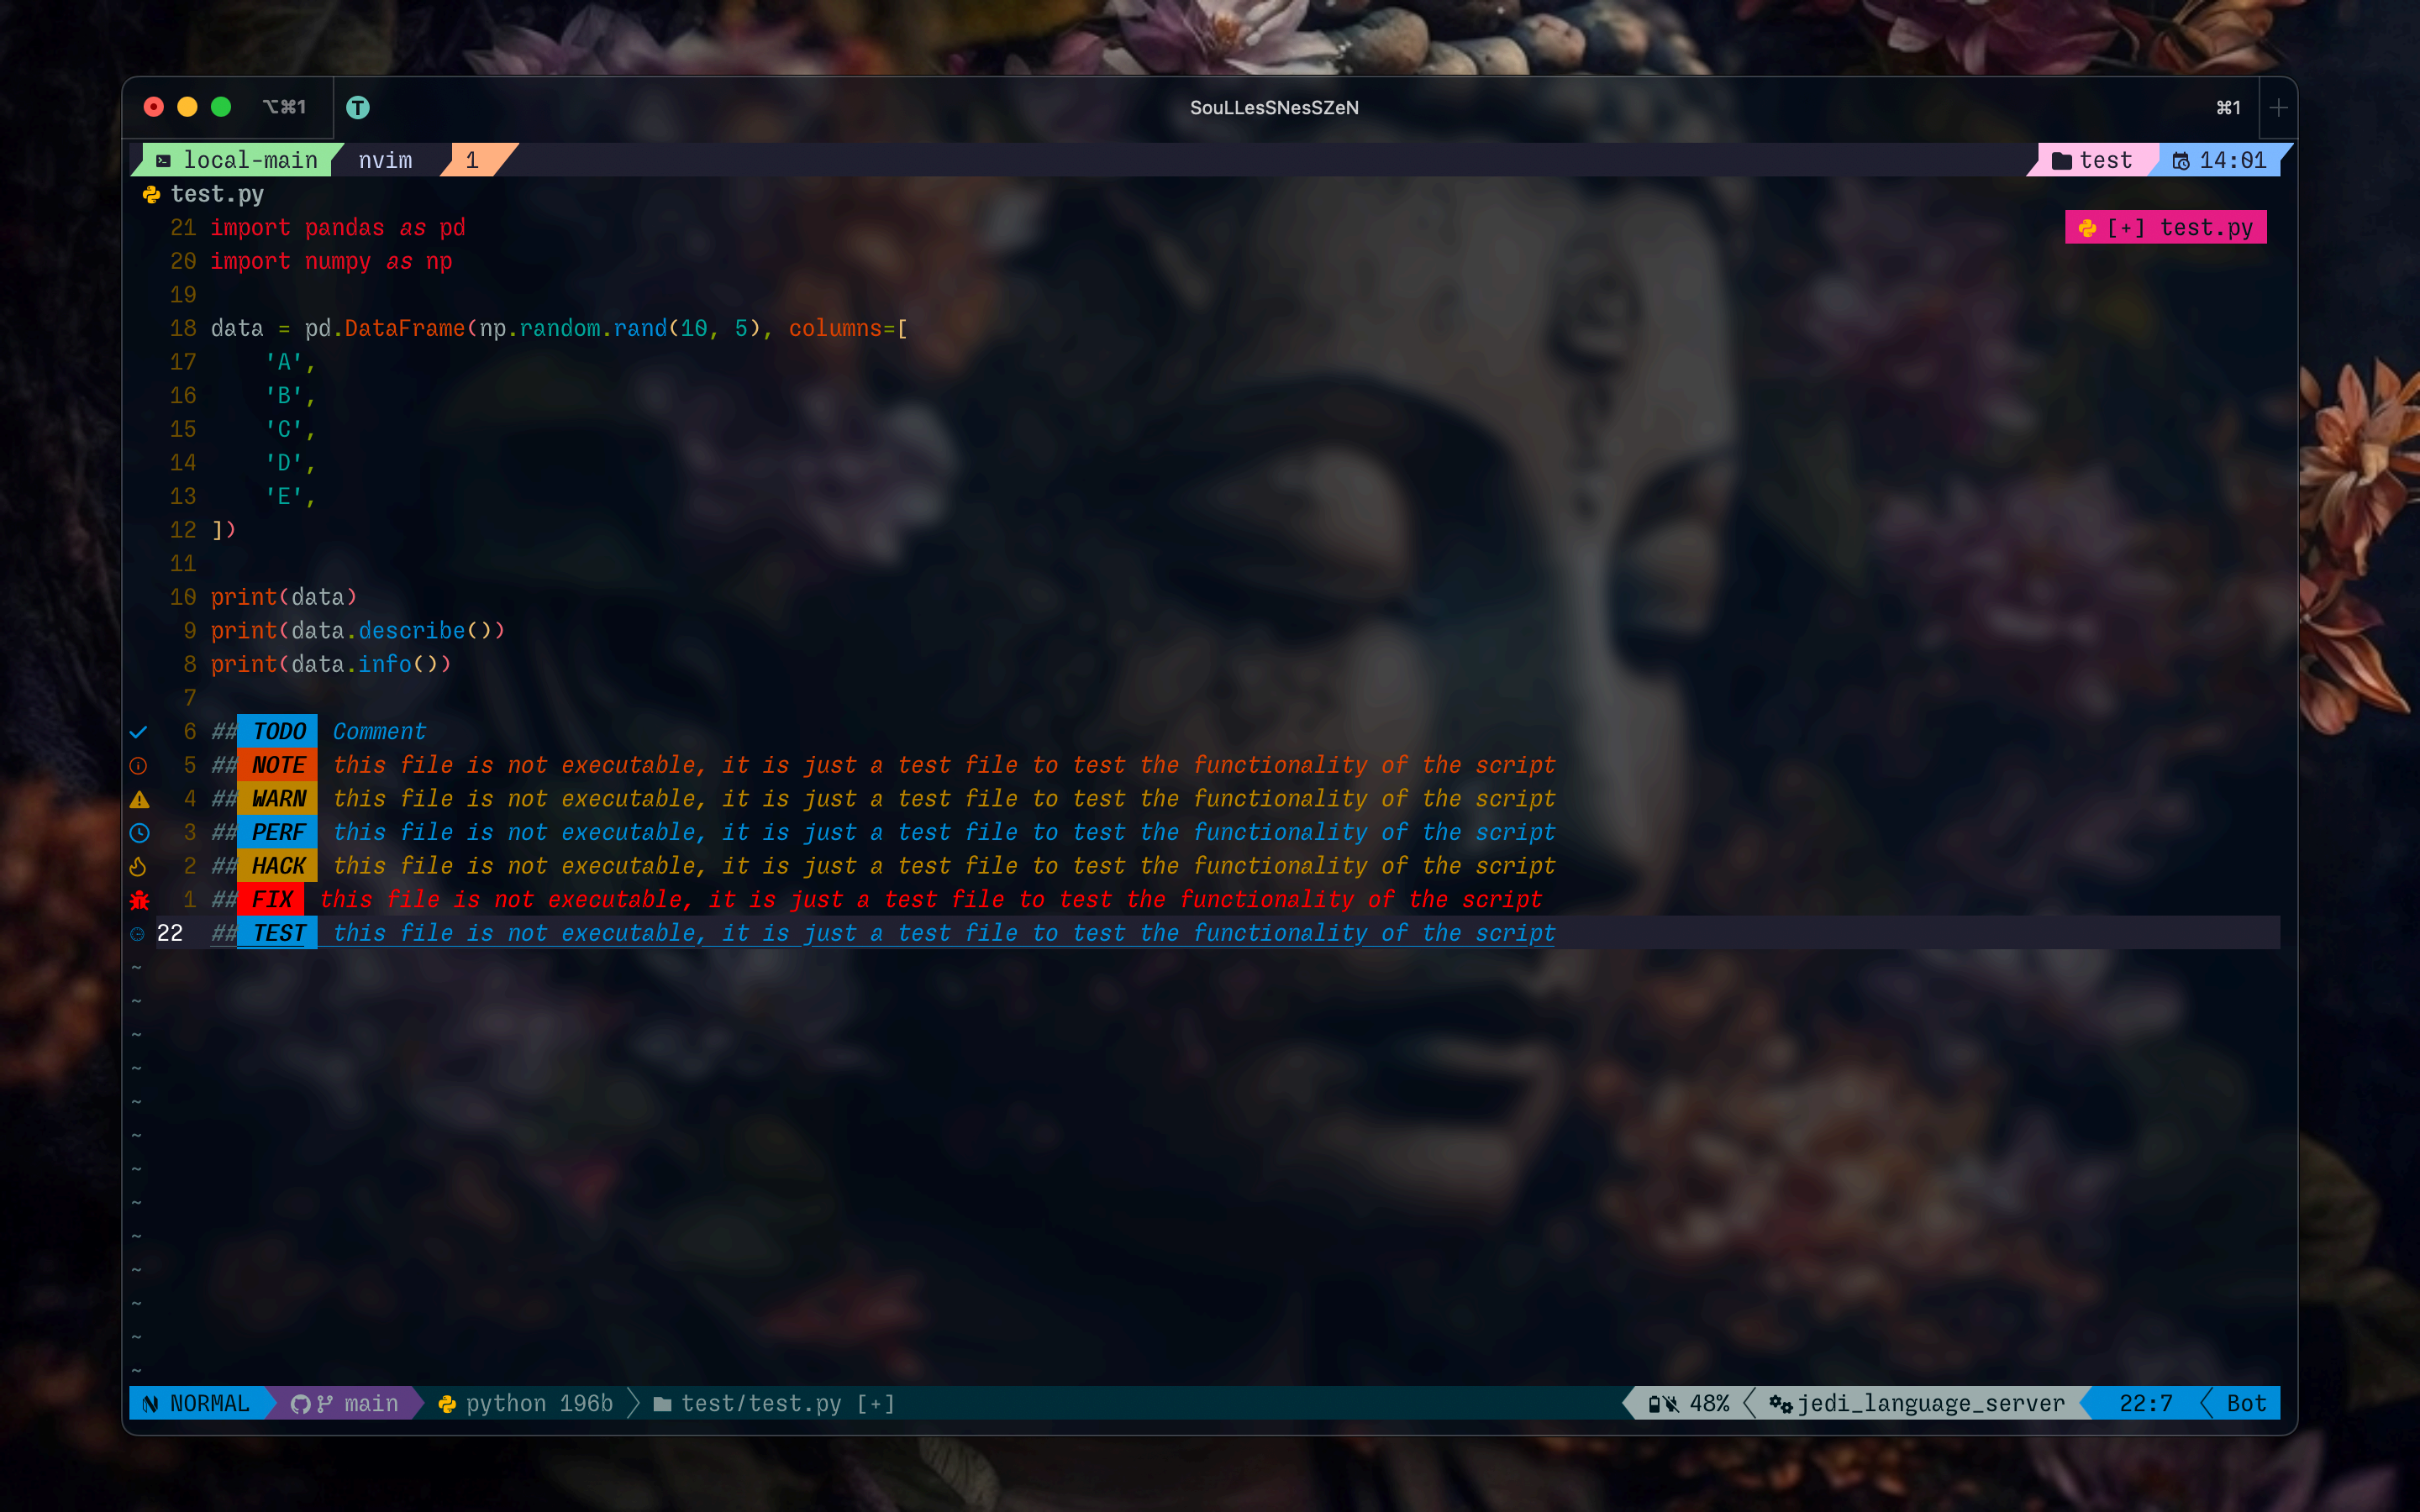 ⌥⌘1 T SouLLesSNesSZeN ⌘1 +
local-main nvim 1 test 14:01
test.py
21 import pandas as pd
[+] test.py
20 import numpy as np
19
18 data = pd.DataFrame(np.random.rand(10, 5), columns=[
17     'A',
16     'B',
15     'C',
14     'D',
13     'E',
12 ])
11
10 print(data)
9 print(data.describe())
8 print(data.info())
7
6 ## TODO Comment
5 ## NOTE this file is not executable, it is just a test file to test the functionality of the script
4 ## WARN this file is not executable, it is just a test file to test the functionality of the script
3 ## PERF this file is not executable, it is just a test file to test the functionality of the script
2 ## HACK this file is not executable, it is just a test file to test the functionality of the script
1 ## FIX this file is not executable, it is just a test file to test the functionality of the script
22 ## TEST this file is not executable, it is just a test file to test the functionality of the script
~
~
~
~
~
~
~
~
~
~
~
~
~
NORMAL main python 196b test/test.py [+] 48% jedi_language_server 22:7 Bot